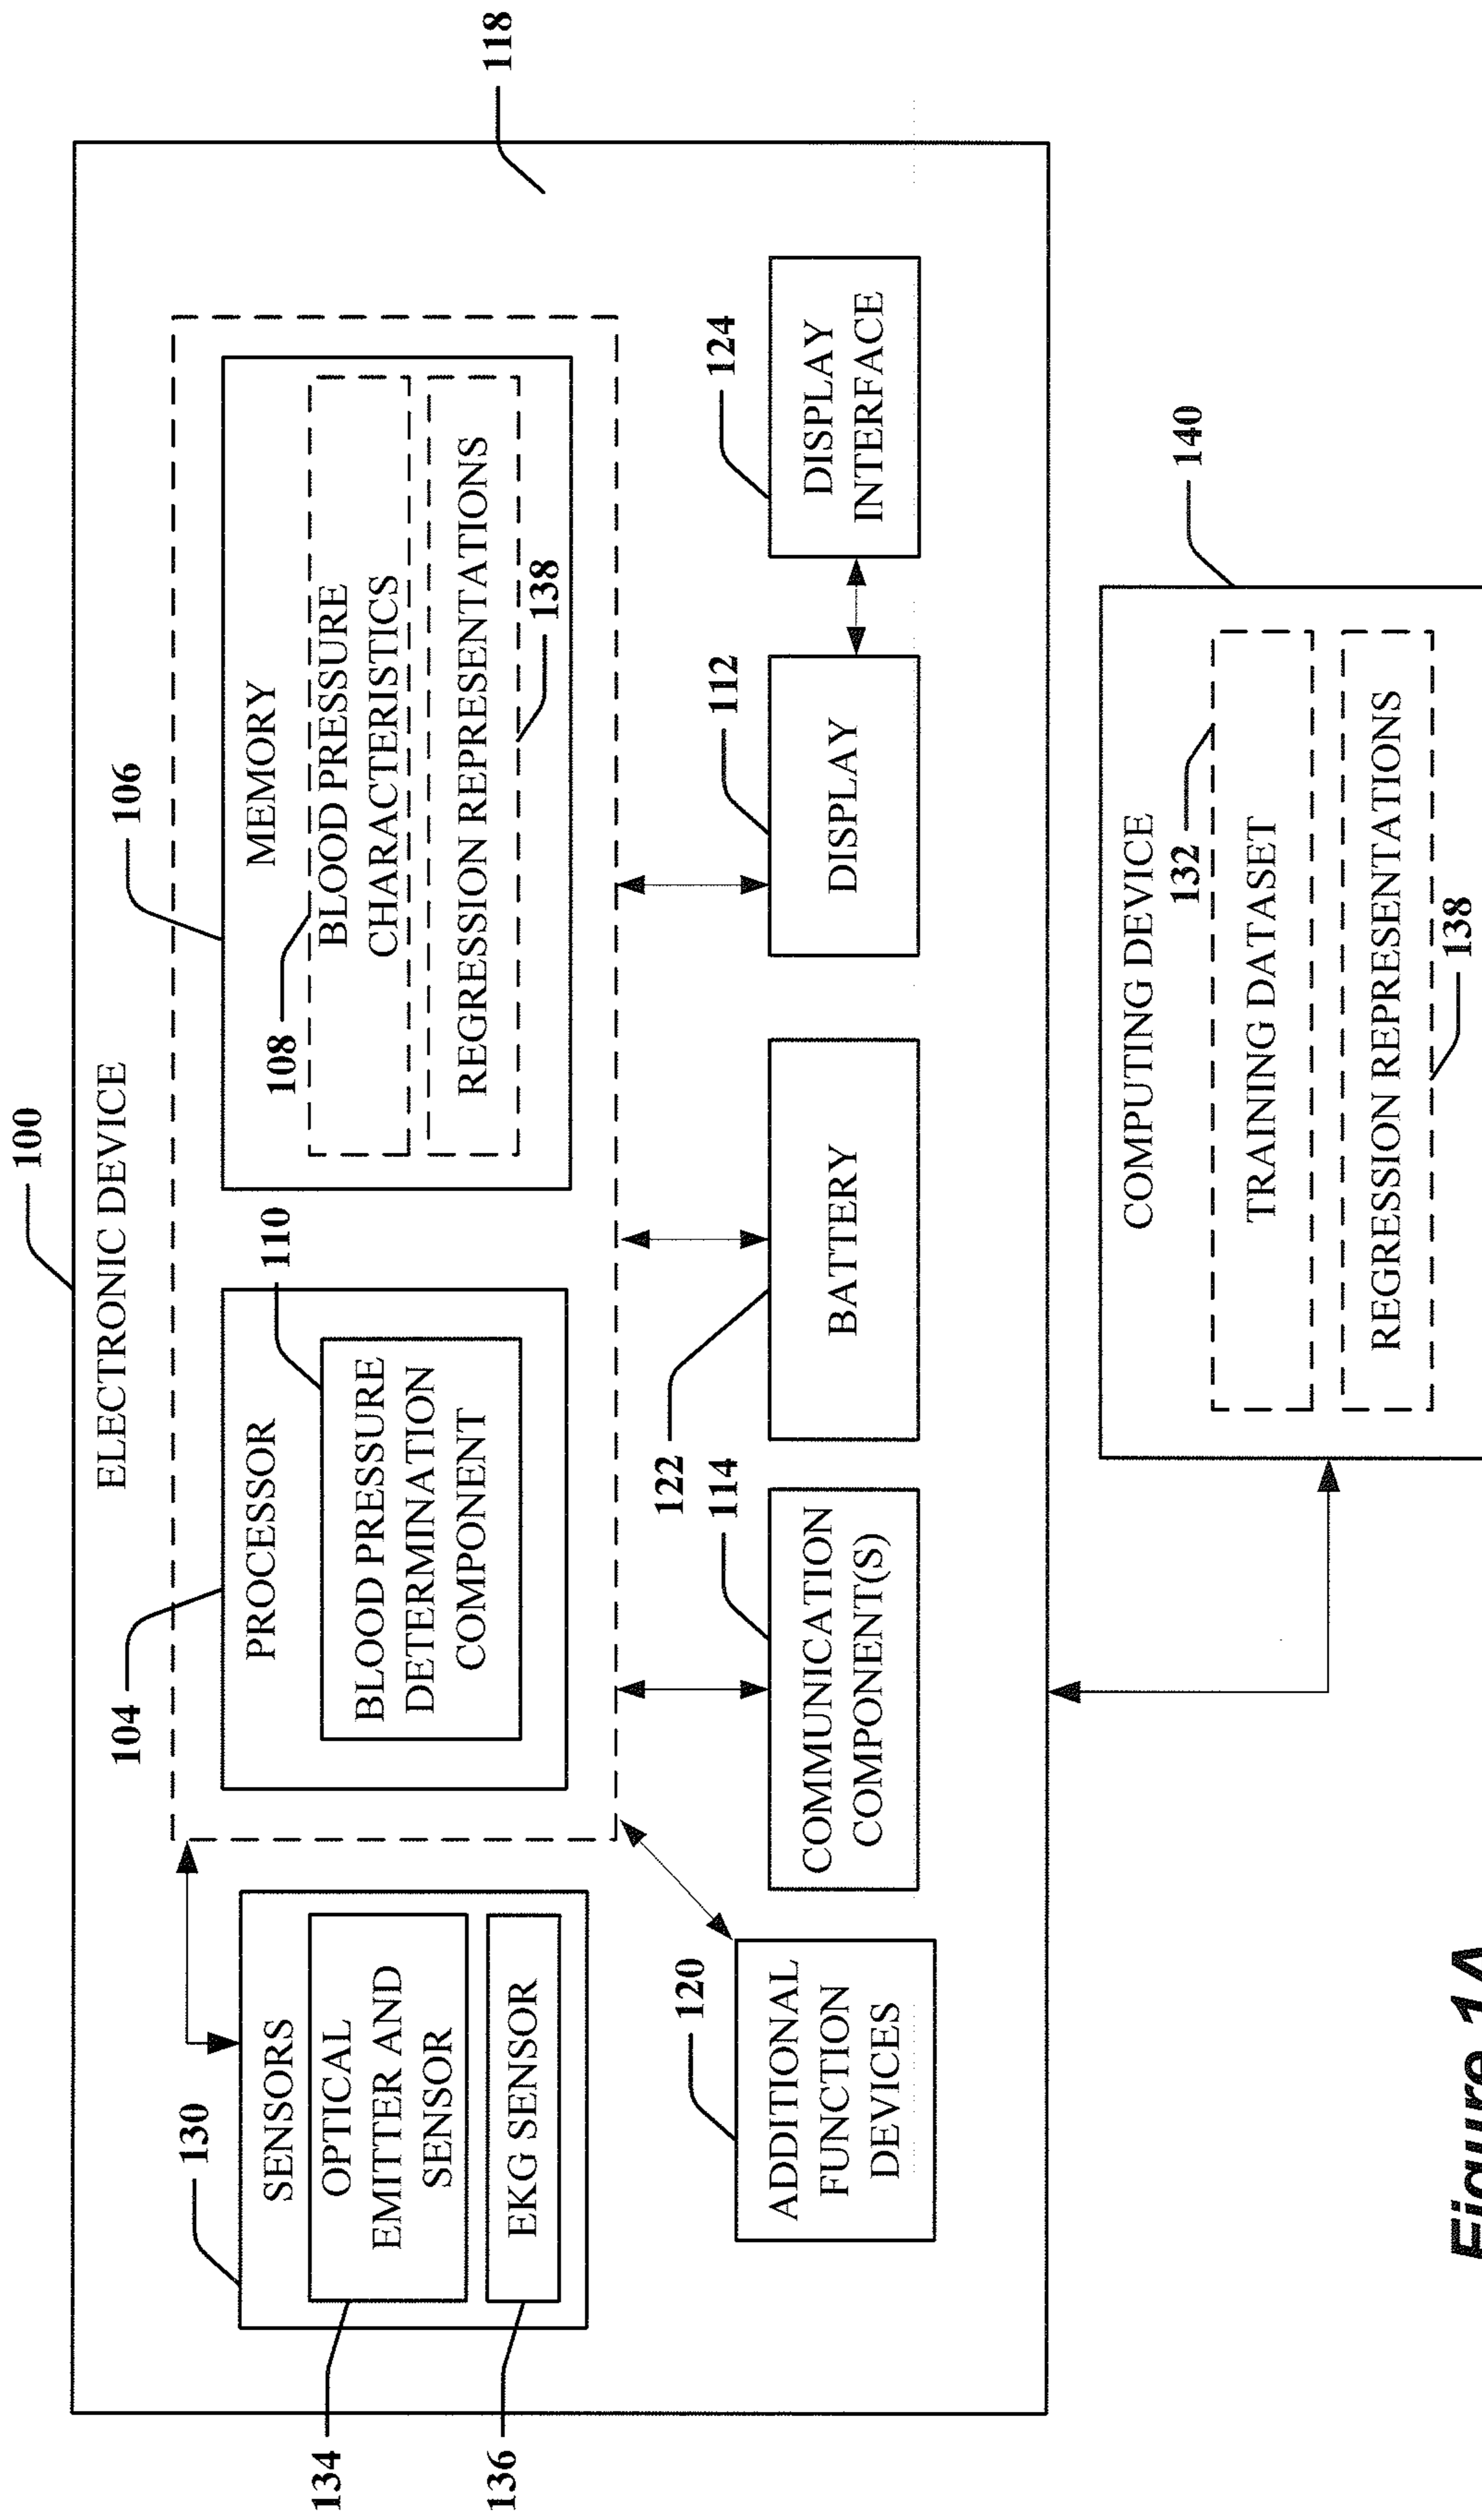 100
ELECTRONIC DEVICE
118
130
SENSORS
OPTICAL
EMITTER AND
SENSOR
134
EKG SENSOR
136
104
PROCESSOR
110
BLOOD PRESSURE
DETERMINATION
COMPONENT
106
MEMORY
108
BLOOD PRESSURE
CHARACTERISTICS
REGRESSION REPRESENTATIONS
138
120
ADDITIONAL
FUNCTION
DEVICES
114
COMMUNICATION
COMPONENT(S)
122
BATTERY
112
DISPLAY
124
DISPLAY
INTERFACE
140
COMPUTING DEVICE
132
TRAINING DATASET
REGRESSION REPRESENTATIONS
138
Figure 1A